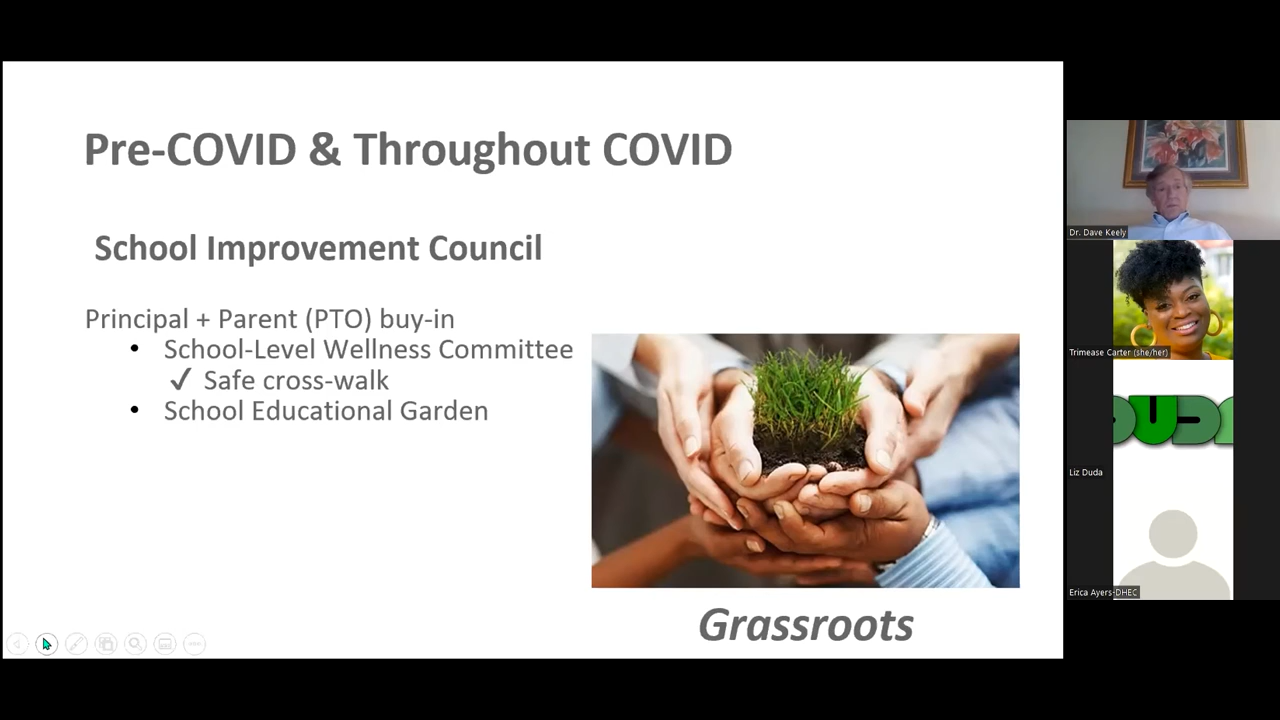 Pre-COVID & Throughout COVID
School Improvement Council
Principal + Parent (PTO) buy-in
• School-Level Wellness Committee
✓ Safe cross-walk
• School Educational Garden
Grassroots
Dr. Dave Keely
Trimease Carter (she/her)
Liz Duda
Erica Ayers-DHEC